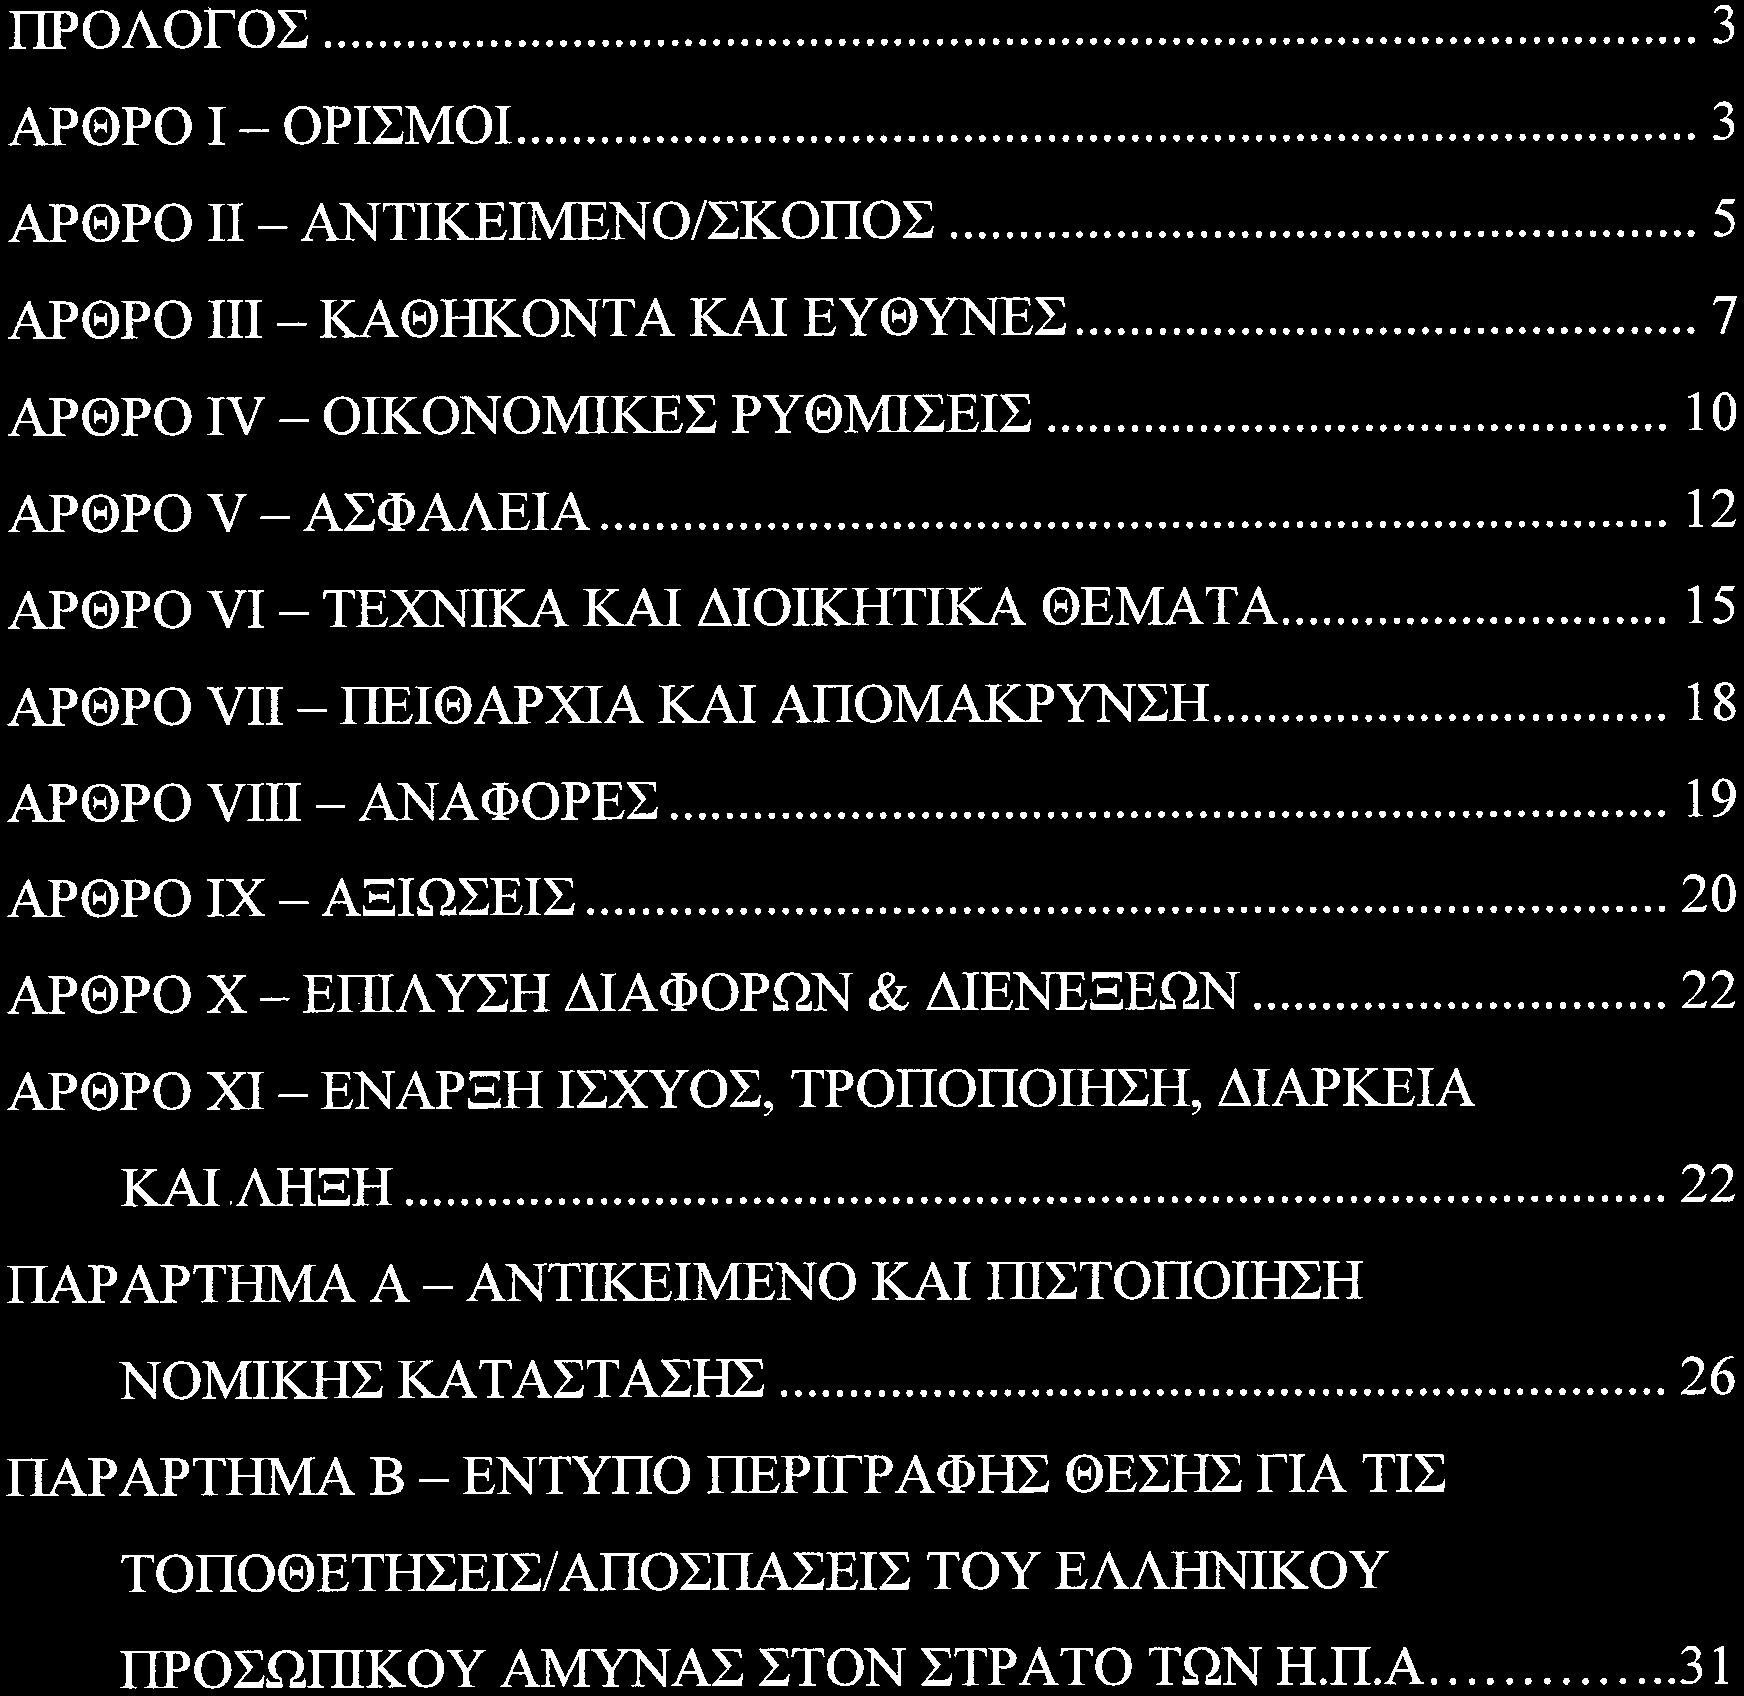 ΠΡΟΛΟΓΟΣ ........................................ 3
ΑΡΘΡΟ I – ΟΡΙΣΜΟΙ........................................ 3
ΑΡΘΡΟ II – ΑΝΤΙΚΕΙΜΕΝΟ/ΣΚΟΠΟΣ ........................................ 5
ΑΡΘΡΟ III – ΚΑΘΗΚΟΝΤΑ ΚΑΙ ΕΥΘΥΝΕΣ........................................ 7
ΑΡΘΡΟ IV – ΟΙΚΟΝΟΜΙΚΕΣ ΡΥΘΜΙΣΕΙΣ ........................................ 10
ΑΡΘΡΟ V – ΑΣΦΑΛΕΙΑ ........................................ 12
ΑΡΘΡΟ VI – ΤΕΧΝΙΚΑ ΚΑΙ ΔΙΟΙΚΗΤΙΚΑ ΘΕΜΑΤΑ............................ 15
ΑΡΘΡΟ VII – ΠΕΙΘΑΡΧΙΑ ΚΑΙ ΑΠΟΜΑΚΡΥΝΣΗ................................ 18
ΑΡΘΡΟ VIII – ΑΝΑΦΟΡΕΣ ........................................ 19
ΑΡΘΡΟ IX – ΑΞΙΩΣΕΙΣ ........................................ 20
ΑΡΘΡΟ X – ΕΠΙΛΥΣΗ ΔΙΑΦΟΡΩΝ & ΔΙΕΝΕΞΕΩΝ .............................. 22
ΑΡΘΡΟ XI – ΕΝΑΡΞΗ ΙΣΧΥΟΣ, ΤΡΟΠΟΠΟΙΗΣΗ, ΔΙΑΡΚΕΙΑ
ΚΑΙ ΛΗΞΗ ........................................ 22
ΠΑΡΑΡΤΗΜΑ Α – ΑΝΤΙΚΕΙΜΕΝΟ ΚΑΙ ΠΙΣΤΟΠΟΙΗΣΗ
ΝΟΜΙΚΗΣ ΚΑΤΑΣΤΑΣΗΣ ........................................ 26
ΠΑΡΑΡΤΗΜΑ Β – ΕΝΤΥΠΟ ΠΕΡΙΓΡΑΦΗΣ ΘΕΣΗΣ ΓΙΑ ΤΙΣ
ΤΟΠΟΘΕΤΗΣΕΙΣ/ΑΠΟΣΠΑΣΕΙΣ ΤΟΥ ΕΛΛΗΝΙΚΟΥ
ΠΡΟΣΩΠΙΚΟΥ ΑΜΥΝΑΣ ΣΤΟΝ ΣΤΡΑΤΟ ΤΩΝ Η.Π.Α.............31